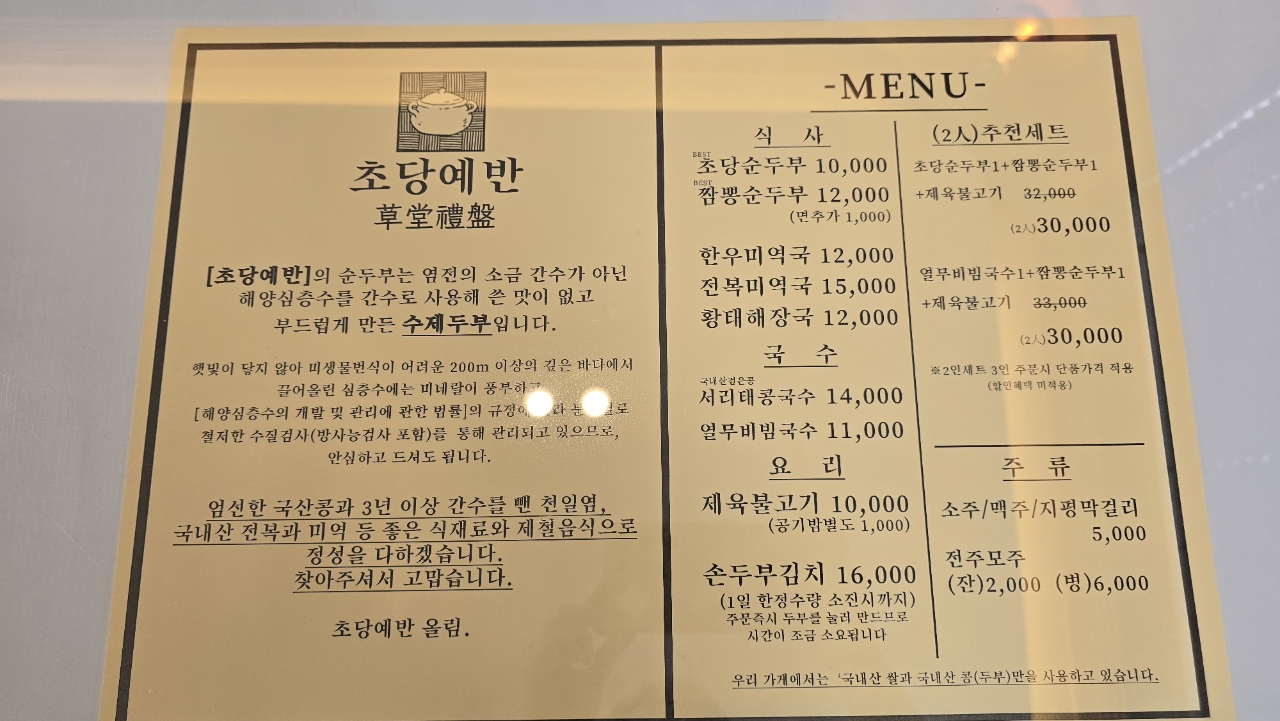 초당예반
草堂禮盤
[초당예반]의 순두부는 염전의 소금 간수가 아닌
해양심층수를 간수로 사용해 쓴 맛이 없고
부드럽게 만든 수제두부입니다.
햇빛이 닿지 않아 미생물번식이 어려운 200m 이상의 깊은 바다에서
끌어올린 심층수에는 미네랄이 풍부하고
[해양심층수의 개발 및 관리에 관한 법률]의 규정에
철저한 수질검사(방사능검사 포함)를 통해 관리되고 있으므로,
안심하고 드셔도 됩니다.
엄선한 국산콩과 3년 이상 간수를 뺀 천일염,
국내산 전복과 미역 등 좋은 식재료와 제철음식으로
정성을 다하겠습니다.
찾아주셔서 고맙습니다.
초당예반 올림.
-MENU-
식 사
BEST
초당순두부 10,000
BEST
짬뽕순두부 12,000
(면추가 1,000)
한우미역국 12,000
전복미역국 15,000
황태해장국 12,000
국 수
국내산검은콩
서리태콩국수 14,000
열무비빔국수 11,000
요 리
제육불고기 10,000
(공기밥별도 1,000)
손두부김치 16,000
(1일 한정수량 소진시까지)
주문즉시 두부를 눌러 만드므로
시간이 조금 소요됩니다
(2人)추천세트
초당순두부1+짬뽕순두부1
+제육불고기 32,000
(2人)30,000
열무비빔국수1+짬뽕순두부1
+제육불고기 33,000
(2人)30,000
※2인세트 3인 주문시 단품가격 적용
(할인혜택 미적용)
주 류
소주/맥주/지평막걸리
5,000
전주모주
(잔)2,000 (병)6,000
우리 가게에서는 '국내산 쌀과 국내산 콩(두부)만을 사용하고 있습니다.